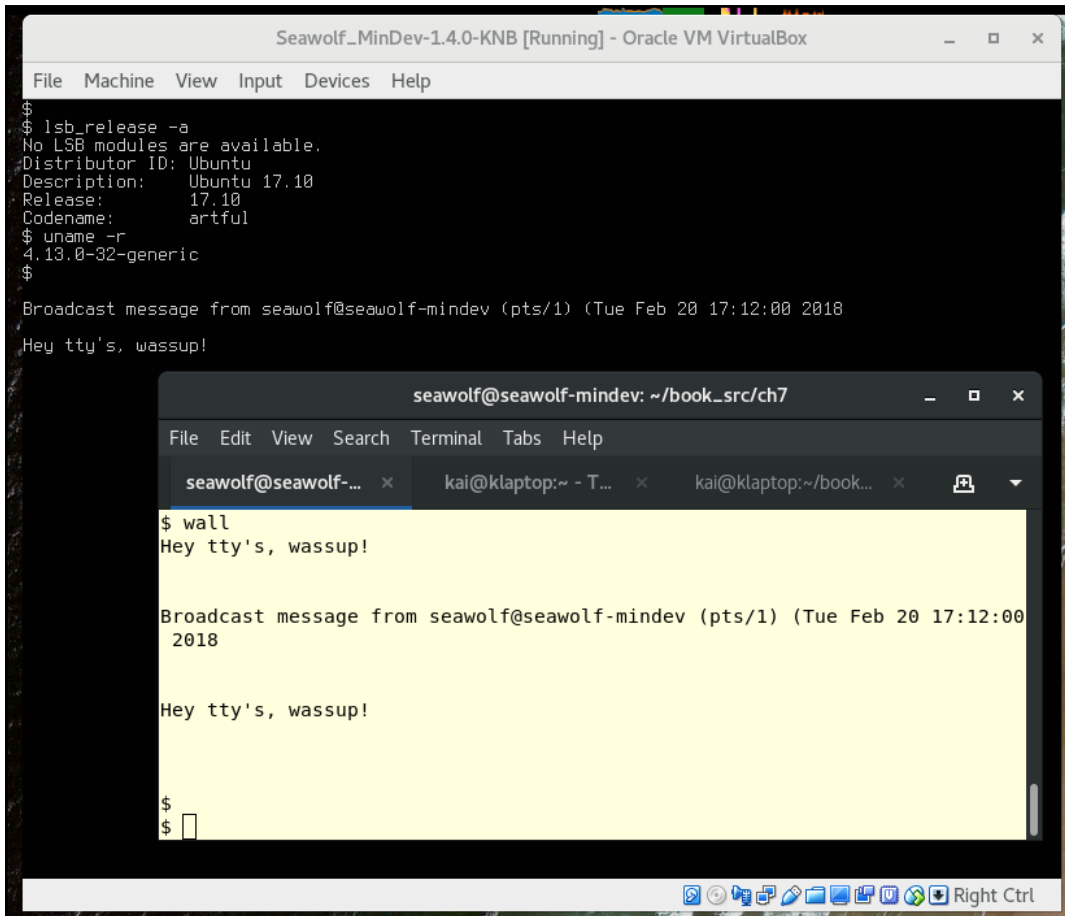 Seawolf_MinDev-1.4.0-KNB [Running] - Oracle VM VirtualBox
File Machine View Input Devices Help
$
$ lsb_release -a
No LSB modules are available.
Distributor ID: Ubuntu
Description: Ubuntu 17.10
Release: 17.10
Codename: artful
$ uname -r
4.13.0-32-generic
$
Broadcast message from seawolf@seawolf-mindev (pts/1) (Tue Feb 20 17:12:00 2018
Hey tty's, wassup!
seawolf@seawolf-mindev: ~/book_src/ch7
File Edit View Search Terminal Tabs Help
seawolf@seawolf-... × kai@klaptop:~ - T... × kai@klaptop:~/book... ×
$ wall
Hey tty's, wassup!
Broadcast message from seawolf@seawolf-mindev (pts/1) (Tue Feb 20 17:12:00
2018
Hey tty's, wassup!
$
$
Right Ctrl